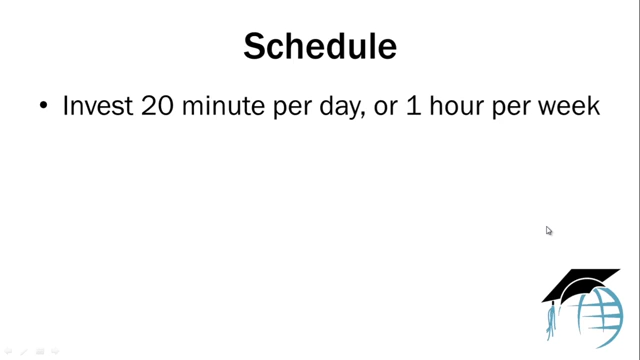 Schedule
• Invest 20 minute per day, or 1 hour per week